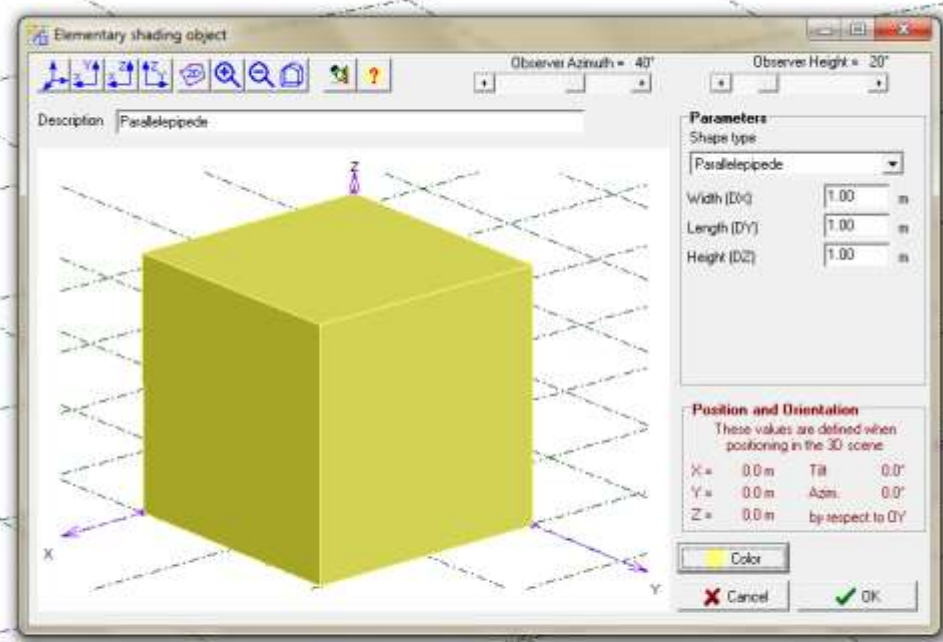 Elementary shading object
Observer Azimuth = 40°
Observer Height = 20°
Description Parallelepipede
Parameters
Shape type
Parallelepipede
Width (DX) 1.00 m
Length (DY) 1.00 m
Height (DZ) 1.00 m
Z
X
Y
Position and Orientation
These values are defined when
positioning in the 3D scene
X = 0.0 m Tilt 0.0°
Y = 0.0 m Azim. 0.0°
Z = 0.0 m by respect to OY
Color
Cancel OK